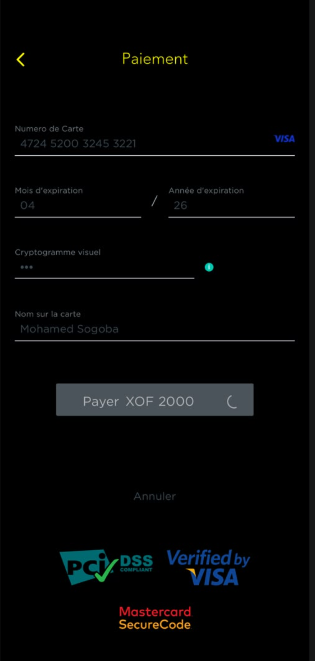 Paiement
Numero de Carte
4724 5200 3245 3221
VISA
Mois d'expiration
Année d'expiration
04 / 26
Cryptogramme visuel
***
Nom sur la carte
Mohamed Sogoba
Payer XOF 2000
Annuler
PCI DSS
COMPLIANT
Verified by
VISA
Mastercard
SecureCode